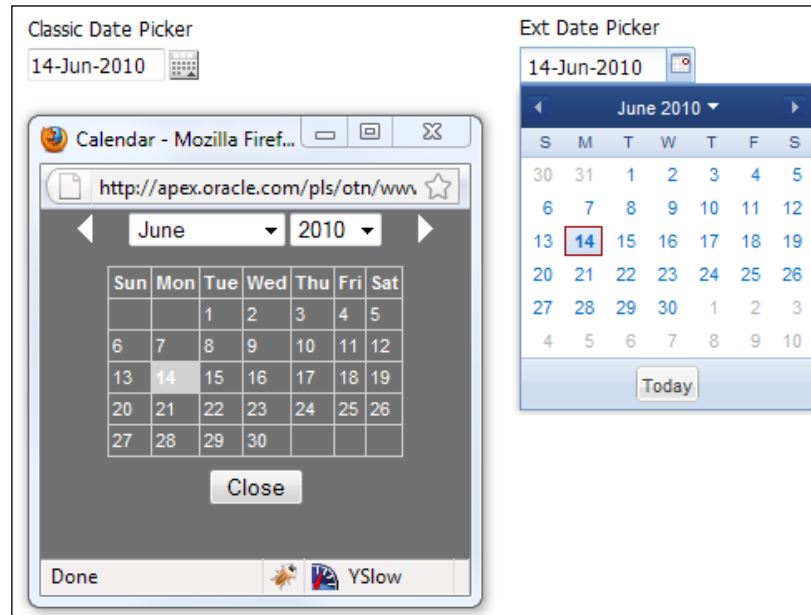 Classic Date Picker
14-Jun-2010
Calendar - Mozilla Firef...
http://apex.oracle.com/pls/otn/ww
June 2010
Sun Mon Tue Wed Thu Fri Sat
1 2 3 4 5
6 7 8 9 10 11 12
13 14 15 16 17 18 19
20 21 22 23 24 25 26
27 28 29 30
Close
Done YSlow
Ext Date Picker
14-Jun-2010
June 2010
S M T W T F S
30 31 1 2 3 4 5
6 7 8 9 10 11 12
13 14 15 16 17 18 19
20 21 22 23 24 25 26
27 28 29 30 1 2 3
4 5 6 7 8 9 10
Today